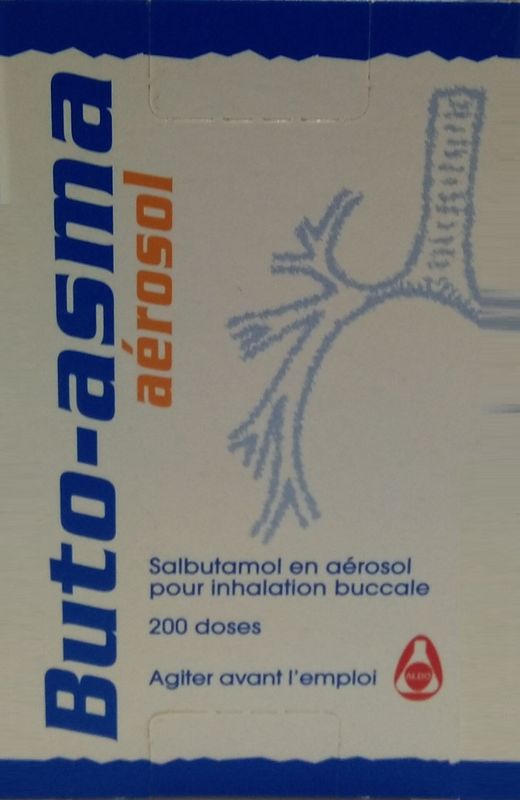 Buto-asma
aérosol
Salbutamol en aérosol
pour inhalation buccale
200 doses
Agiter avant l'emploi
ALDO